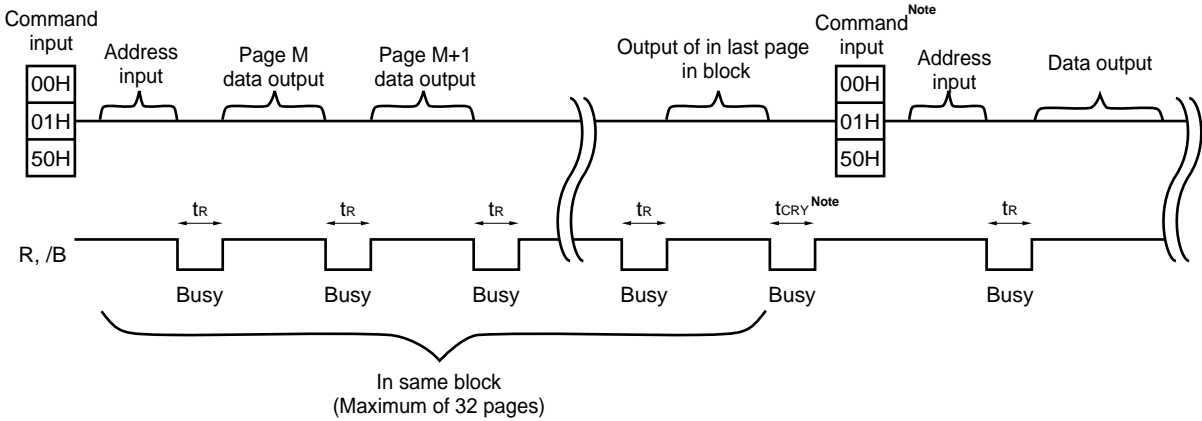 Command
input
00H
01H
50H
Address
input
Page M
data output
Page M+1
data output
Output of in last page
in block
Command Note
input
00H
01H
50H
Address
input
Data output
tR
tR
tR
tR
tCRY Note
tR
R, /B
Busy
Busy
Busy
Busy
Busy
Busy
In same block
(Maximum of 32 pages)